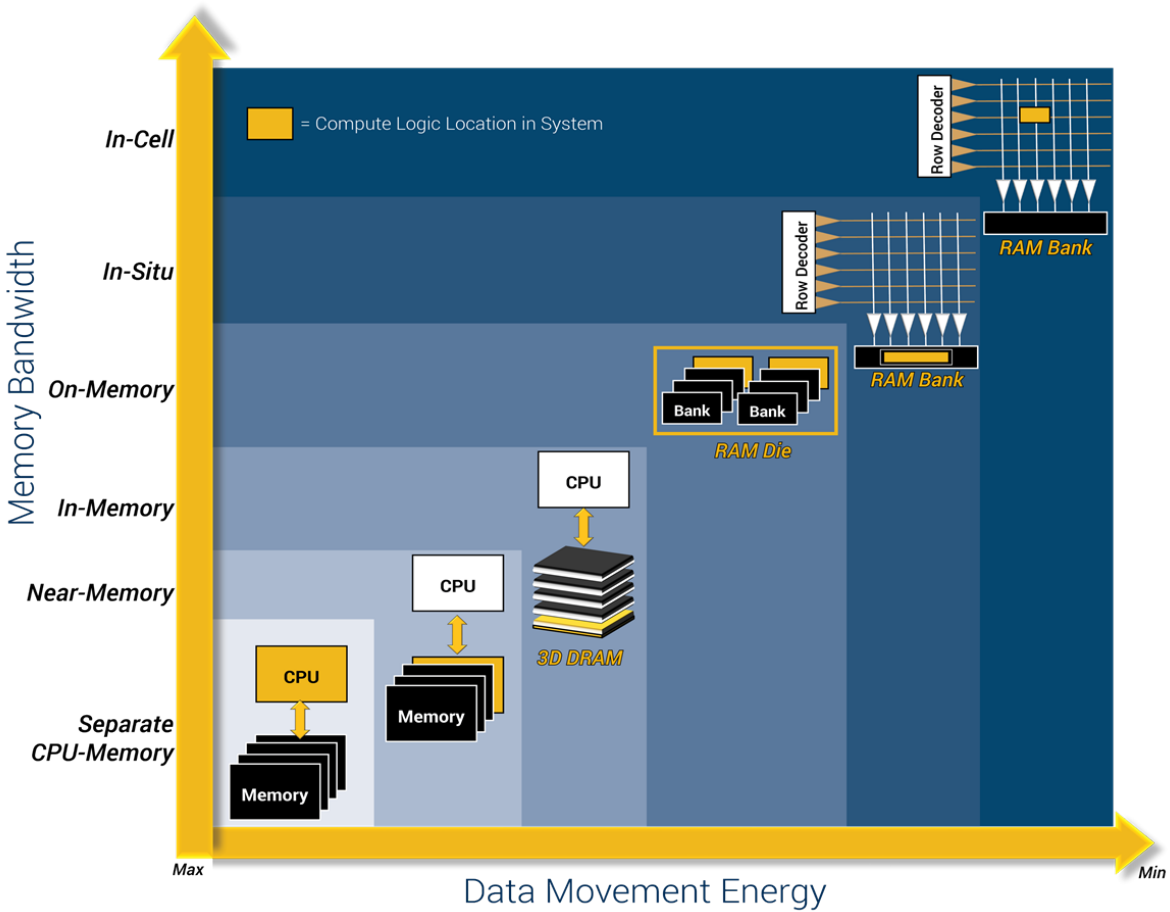 Memory Bandwidth
In-Cell
In-Situ
On-Memory
In-Memory
Near-Memory
Separate
CPU-Memory
= Compute Logic Location in System
Row Decoder
RAM Bank
Row Decoder
RAM Bank
Bank
Bank
RAM Die
CPU
3D DRAM
CPU
Memory
CPU
Memory
Max
Min
Data Movement Energy